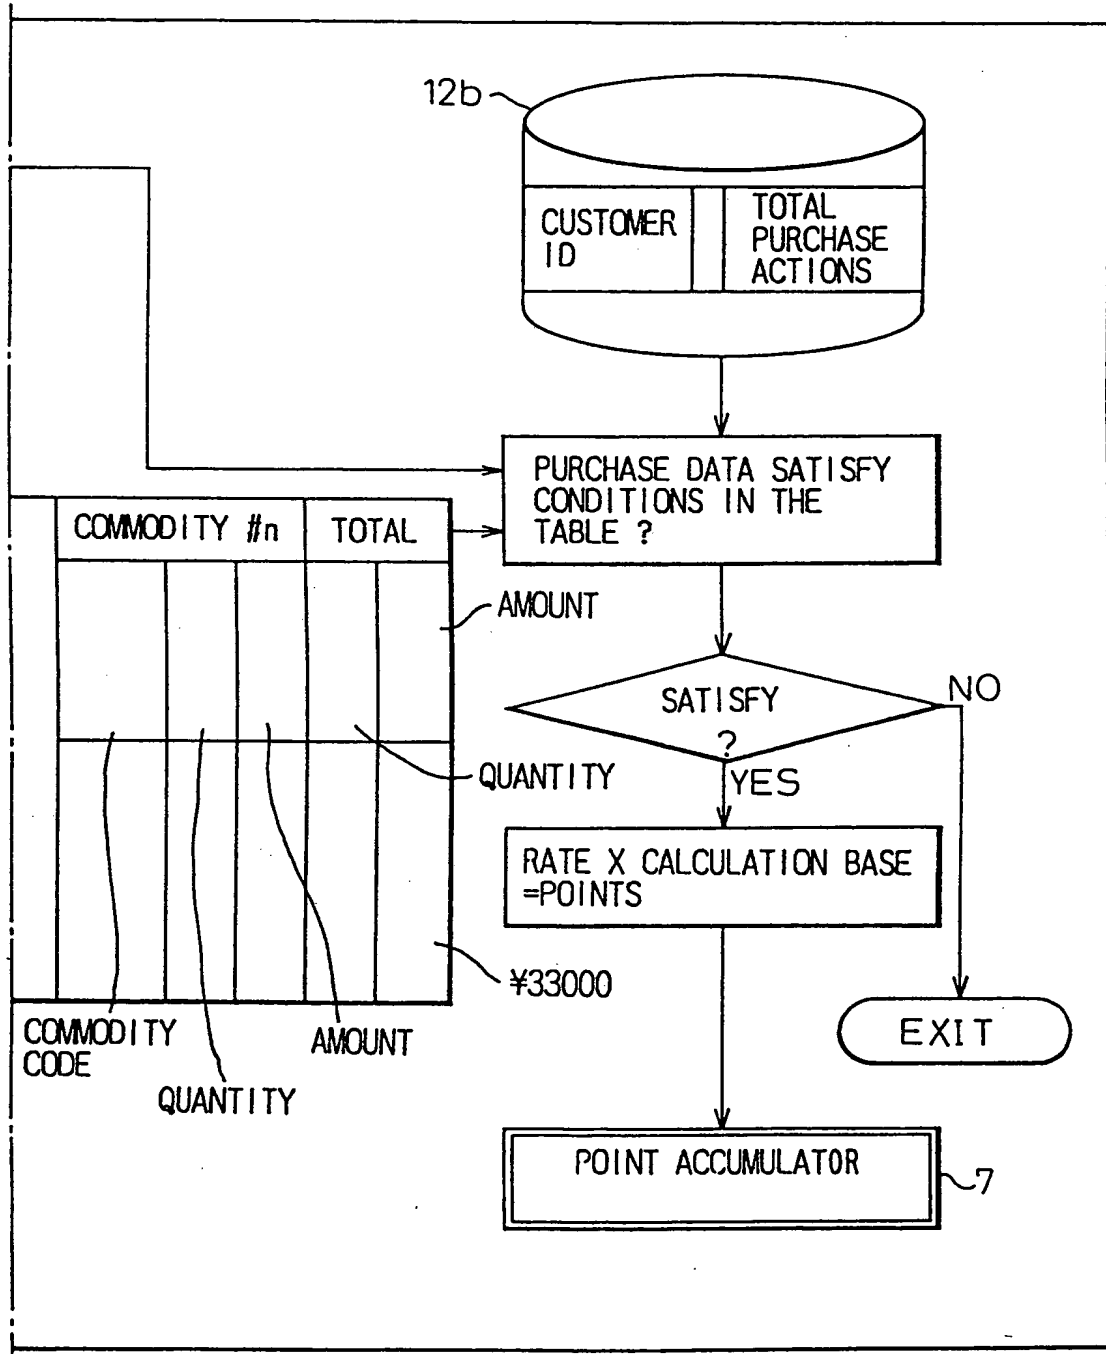 12b
CUSTOMER
ID
TOTAL
PURCHASE
ACTIONS
PURCHASE DATA SATISFY
CONDITIONS IN THE
TABLE ?
COMMODITY #n
TOTAL
AMOUNT
SATISFY
?
NO
QUANTITY
YES
RATE X CALCULATION BASE
=POINTS
¥33000
COMMODITY
CODE
AMOUNT
QUANTITY
EXIT
POINT ACCUMULATOR
7